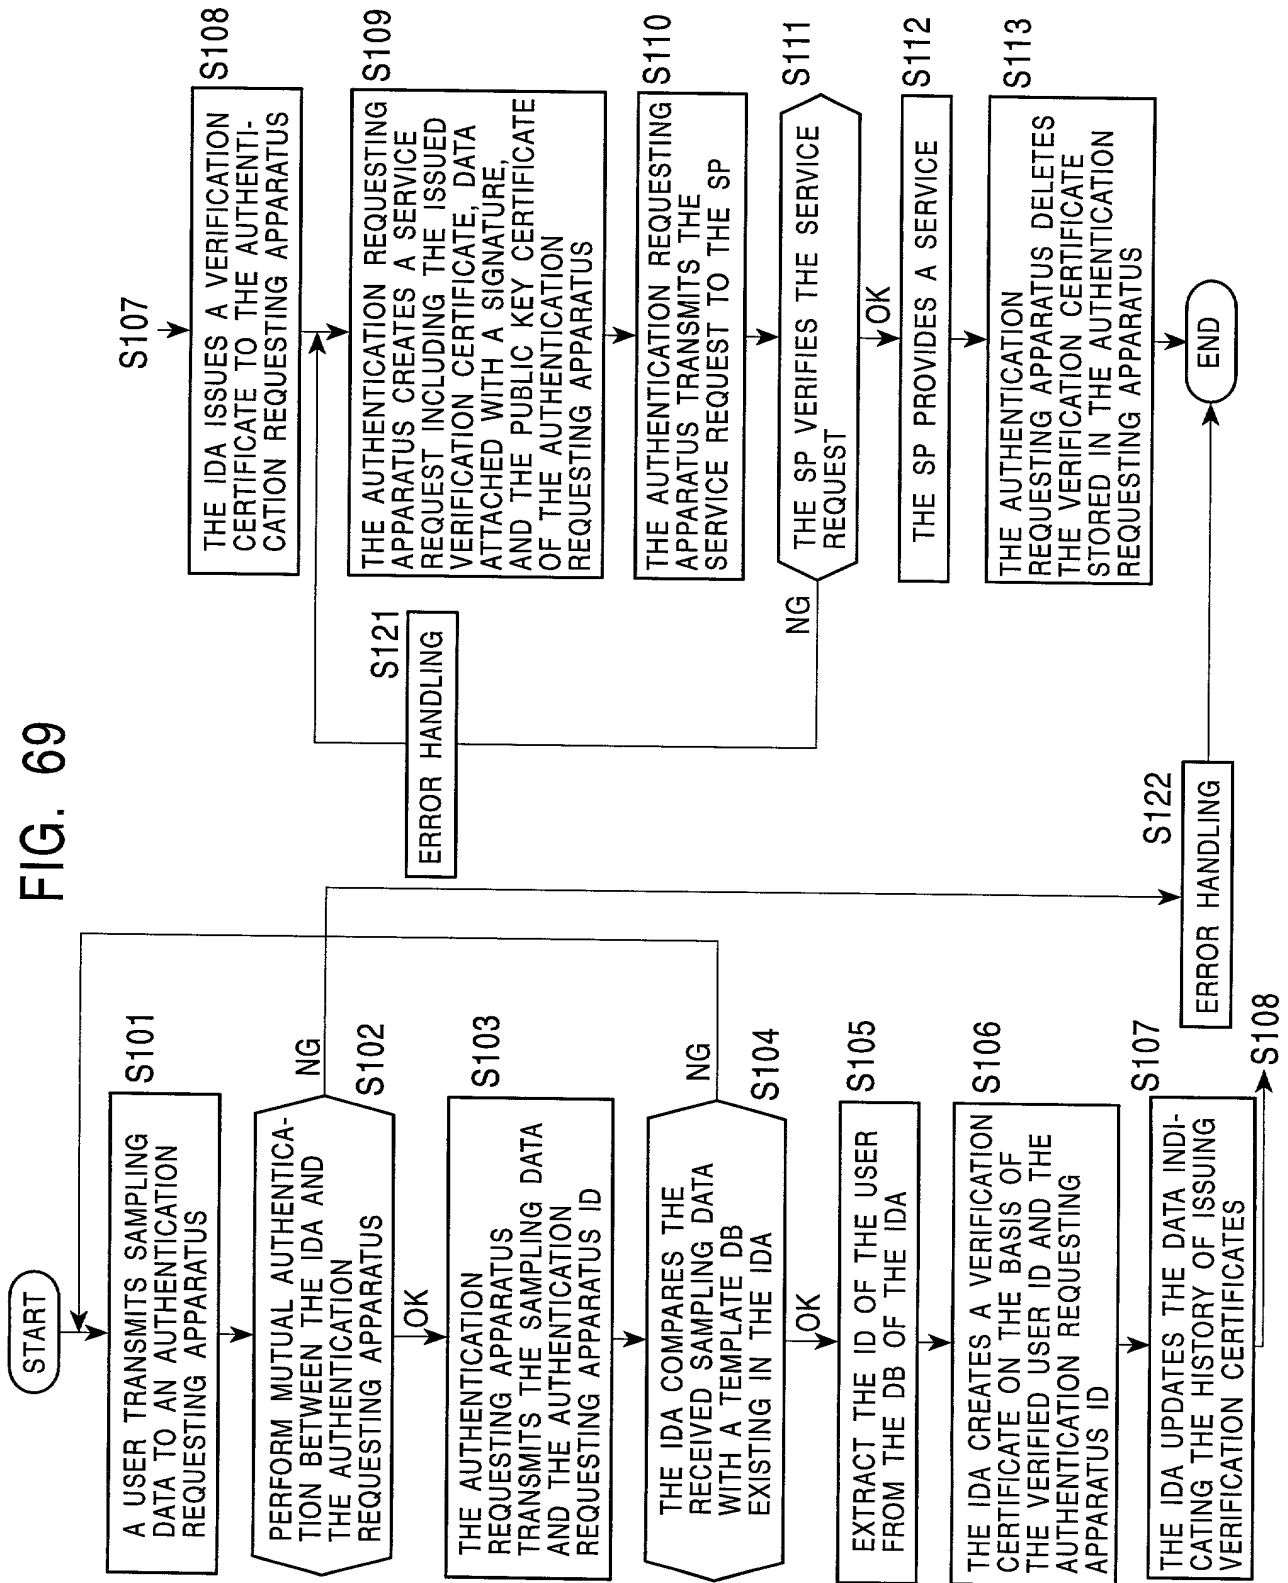 FIG. 69
START
A USER TRANSMITS SAMPLING
DATA TO AN AUTHENTICATION
REQUESTING APPARATUS
S101
PERFORM MUTUAL AUTHENTICA-
TION BETWEEN THE IDA AND
THE AUTHENTICATION
REQUESTING APPARATUS
S102
NG
OK
THE AUTHENTICATION
REQUESTING APPARATUS
TRANSMITS THE SAMPLING DATA
AND THE AUTHENTICATION
REQUESTING APPARATUS ID
S103
THE IDA COMPARES THE
RECEIVED SAMPLING DATA
WITH A TEMPLATE DB
EXISTING IN THE IDA
S104
NG
OK
EXTRACT THE ID OF THE USER
FROM THE DB OF THE IDA
S105
THE IDA CREATES A VERIFICATION
CERTIFICATE ON THE BASIS OF
THE VERIFIED USER ID AND THE
AUTHENTICATION REQUESTING
APPARATUS ID
S106
THE IDA UPDATES THE DATA INDI-
CATING THE HISTORY OF ISSUING
VERIFICATION CERTIFICATES
S107
S108
S107
THE IDA ISSUES A VERIFICATION
CERTIFICATE TO THE AUTHENTI-
CATION REQUESTING APPARATUS
S108
THE AUTHENTICATION REQUESTING
APPARATUS CREATES A SERVICE
REQUEST INCLUDING THE ISSUED
VERIFICATION CERTIFICATE, DATA
ATTACHED WITH A SIGNATURE,
AND THE PUBLIC KEY CERTIFICATE
OF THE AUTHENTICATION
REQUESTING APPARATUS
S109
S121
ERROR HANDLING
THE AUTHENTICATION REQUESTING
APPARATUS TRANSMITS THE
SERVICE REQUEST TO THE SP
S110
THE SP VERIFIES THE SERVICE
REQUEST
S111
NG
OK
THE SP PROVIDES A SERVICE
S112
THE AUTHENTICATION
REQUESTING APPARATUS DELETES
THE VERIFICATION CERTIFICATE
STORED IN THE AUTHENTICATION
REQUESTING APPARATUS
S113
S122
ERROR HANDLING
END